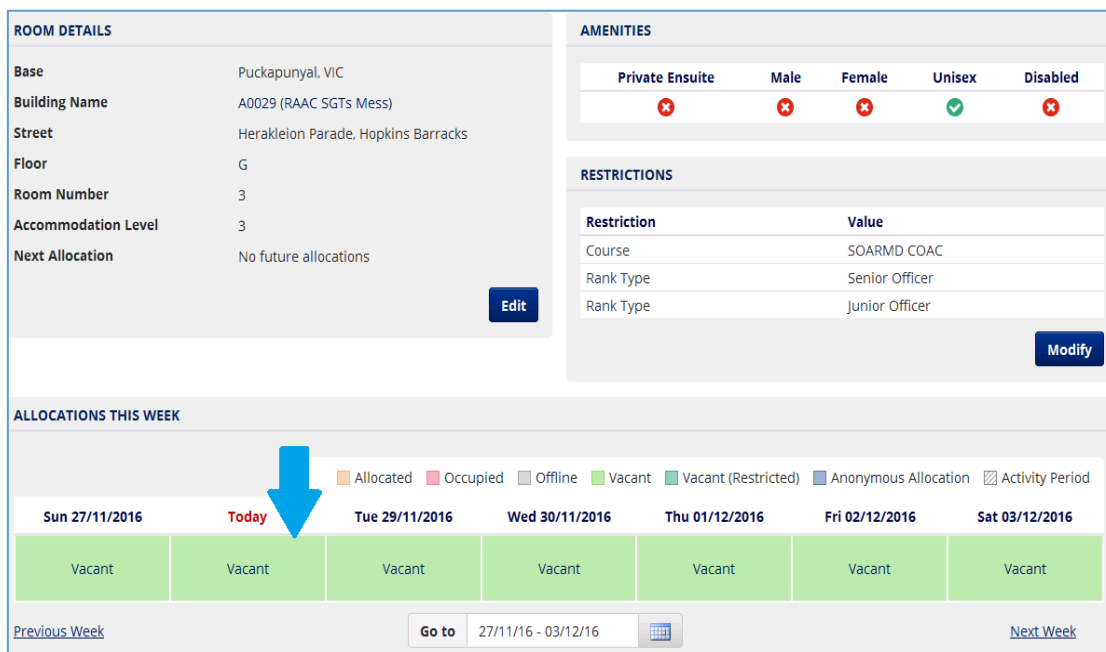 ROOM DETAILS
Base Puckapunyal, VIC
Building Name A0029 (RAAC SGTs Mess)
Street Herakleion Parade, Hopkins Barracks
Floor G
Room Number 3
Accommodation Level 3
Next Allocation No future allocations
Edit
AMENITIES
Private Ensuite Male Female Unisex Disabled
RESTRICTIONS
Restriction Value
Course SOARMD COAC
Rank Type Senior Officer
Rank Type Junior Officer
Modify
ALLOCATIONS THIS WEEK
Allocated Occupied Offline Vacant Vacant (Restricted) Anonymous Allocation Activity Period
Sun 27/11/2016 Today Tue 29/11/2016 Wed 30/11/2016 Thu 01/12/2016 Fri 02/12/2016 Sat 03/12/2016
Vacant Vacant Vacant Vacant Vacant Vacant Vacant
Previous Week Go to 27/11/16 - 03/12/16 Next Week